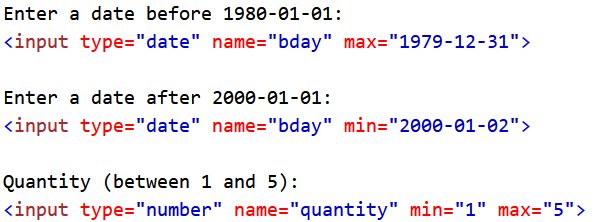 Enter a date before 1980-01-01:
<input type="date" name="bday" max="1979-12-31">
Enter a date after 2000-01-01:
<input type="date" name="bday" min="2000-01-02">
Quantity (between 1 and 5):
<input type="number" name="quantity" min="1" max="5">